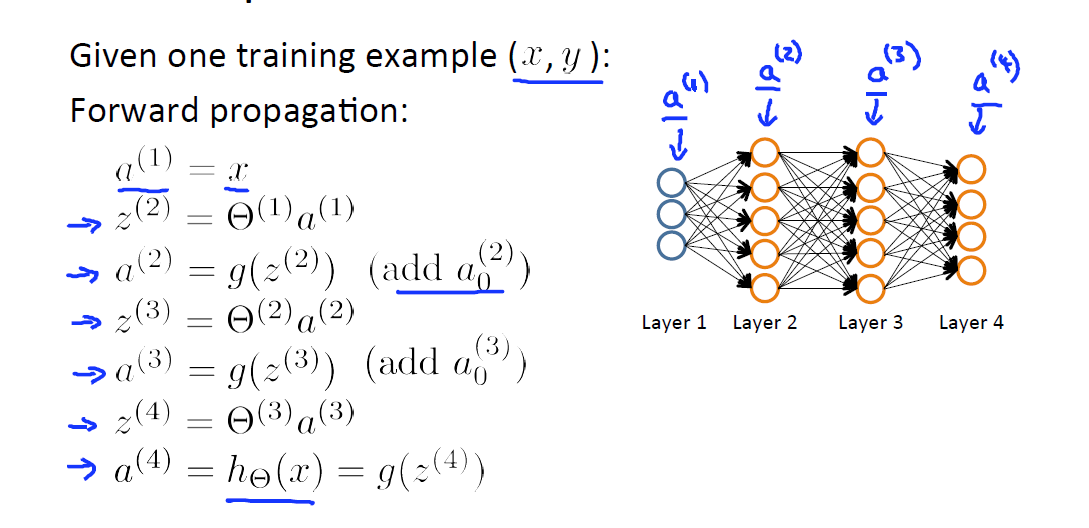 Given one training example (x, y):
Forward propagation:
a⁽¹⁾ = x
→ z⁽²⁾ = Θ⁽¹⁾a⁽¹⁾
→ a⁽²⁾ = g(z⁽²⁾) (add a₀⁽²⁾)
→ z⁽³⁾ = Θ⁽²⁾a⁽²⁾
→ a⁽³⁾ = g(z⁽³⁾) (add a₀⁽³⁾)
→ z⁽⁴⁾ = Θ⁽³⁾a⁽³⁾
→ a⁽⁴⁾ = h_Θ(x) = g(z⁽⁴⁾)
a⁽¹⁾ a⁽²⁾ a⁽³⁾ a⁽⁴⁾
Layer 1 Layer 2 Layer 3 Layer 4